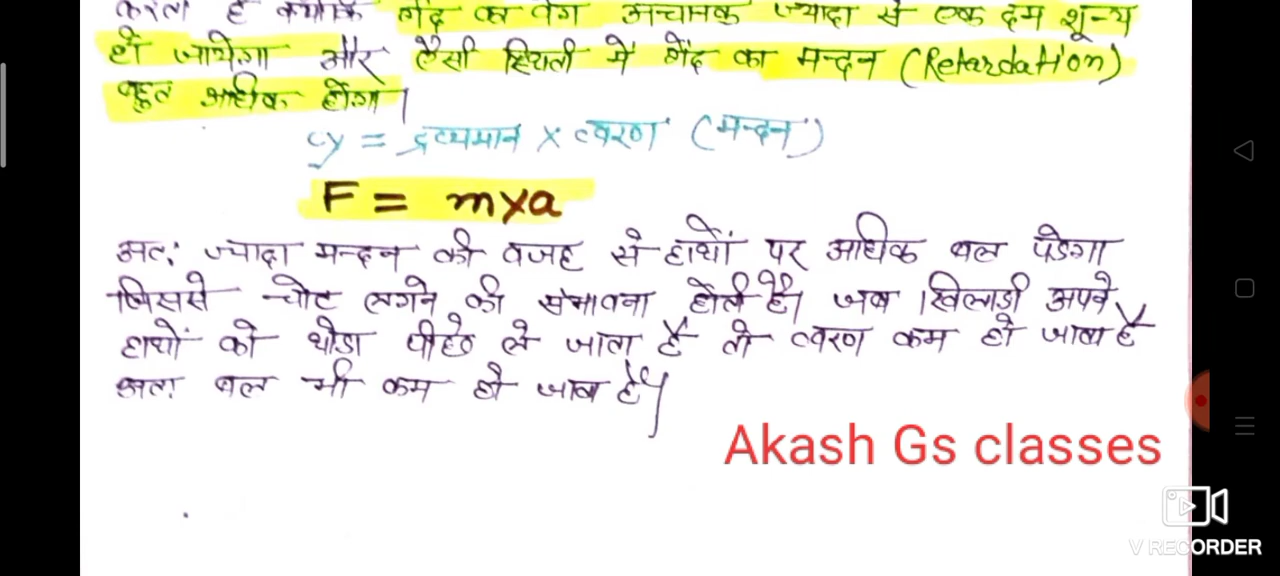 करता है क्योंकि गेंद का वेग अचानक ज्यादा से एक दम शून्य
हो जायेगा और ऐसी स्थिती में गेंद का मन्दन (Retardation)
बहुत अधिक होगा।
= द्रव्यमान × त्वरण (मन्दन)
F = m×a
अतः ज्यादा मन्दन की वजह से हाथों पर अधिक बल पडेगा
जिससे चोट लगने की संभावना होती है। जब खिलाडी अपने
हाथों को थोडा पीछे ले जाता है तो त्वरण कम हो जाता है
अतः बल भी कम हो जाता है।
Akash Gs classes
V RECORDER